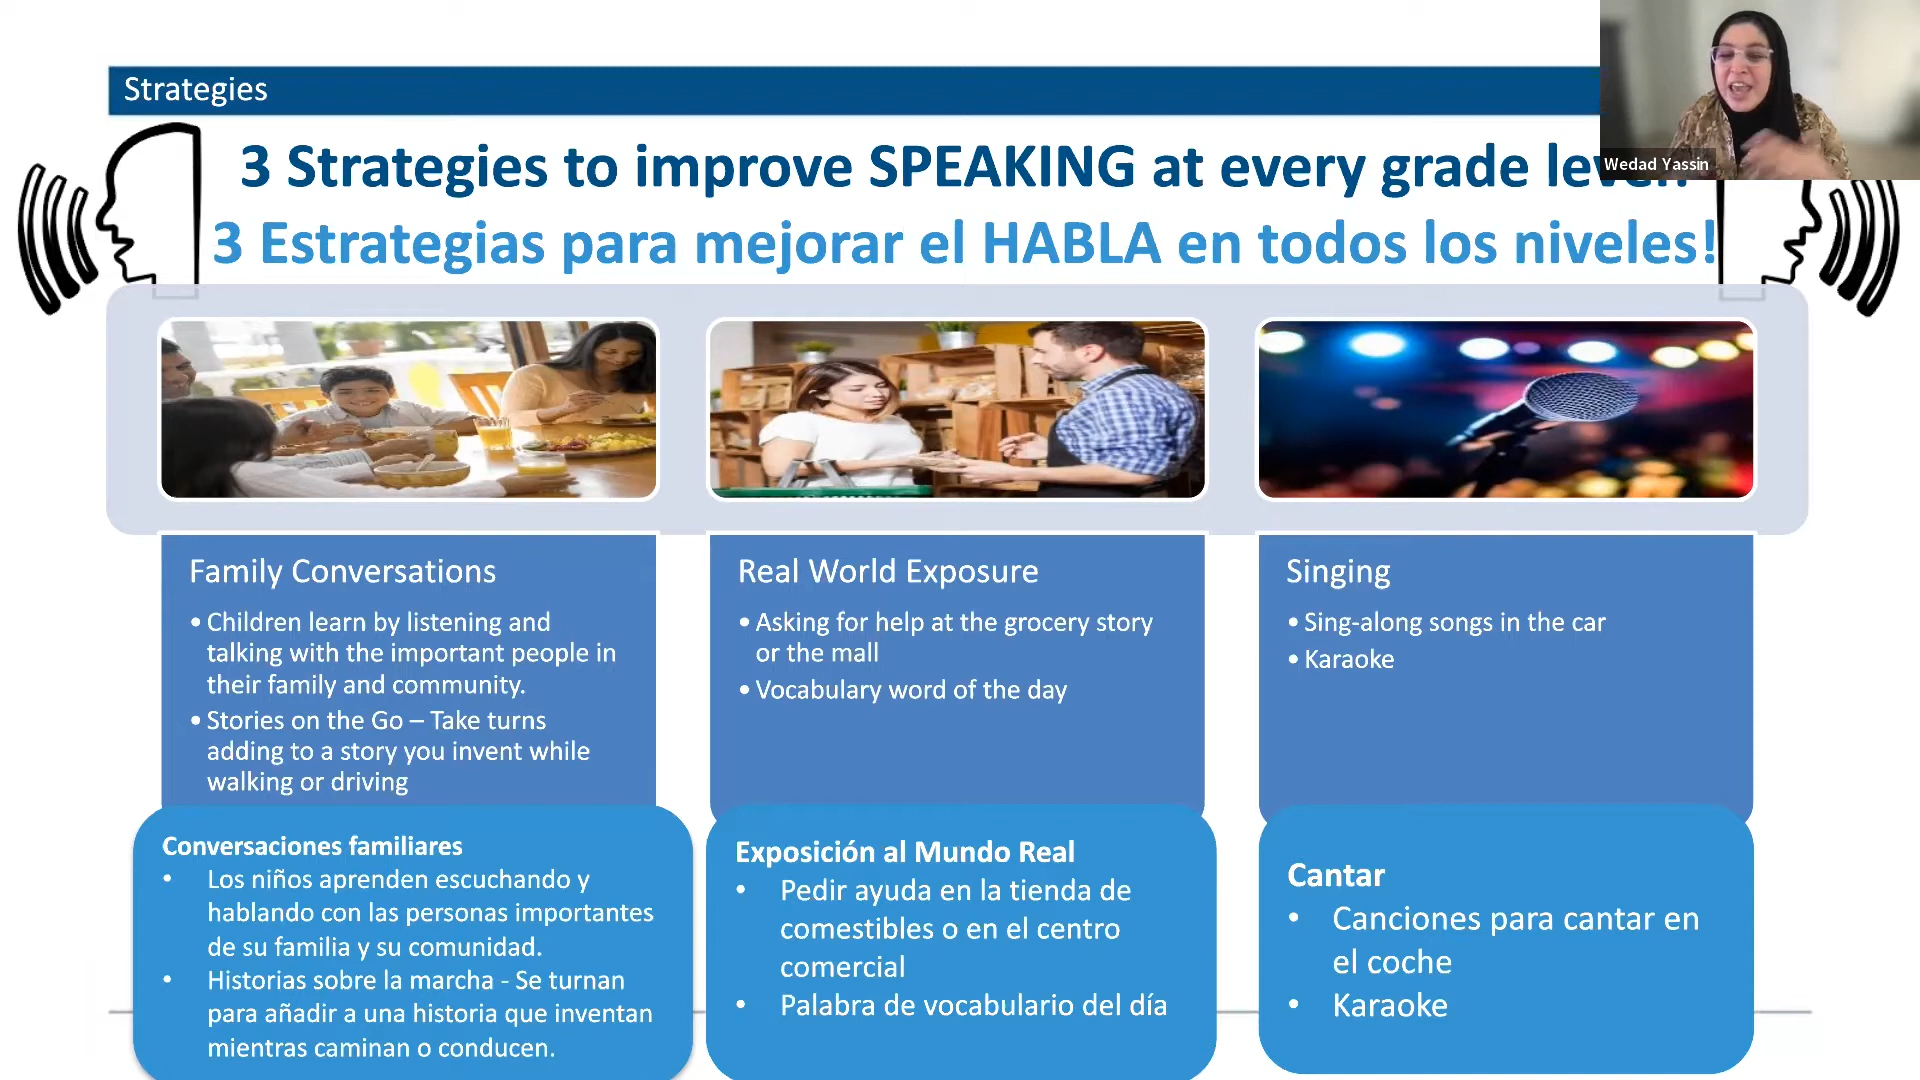 Strategies
Wedad Yassin
3 Strategies to improve SPEAKING at every grade
3 Estrategias para mejorar el HABLA en todos los niveles!
Family Conversations
• Children learn by listening and
talking with the important people in
their family and community.
• Stories on the Go – Take turns
adding to a story you invent while
walking or driving
Real World Exposure
• Asking for help at the grocery story
or the mall
• Vocabulary word of the day
Singing
• Sing-along songs in the car
• Karaoke
Conversaciones familiares
• Los niños aprenden escuchando y
hablando con las personas importantes
de su familia y su comunidad.
• Historias sobre la marcha - Se turnan
para añadir a una historia que inventan
mientras caminan o conducen.
Exposición al Mundo Real
• Pedir ayuda en la tienda de
comestibles o en el centro
comercial
• Palabra de vocabulario del día
Cantar
• Canciones para cantar en
el coche
• Karaoke